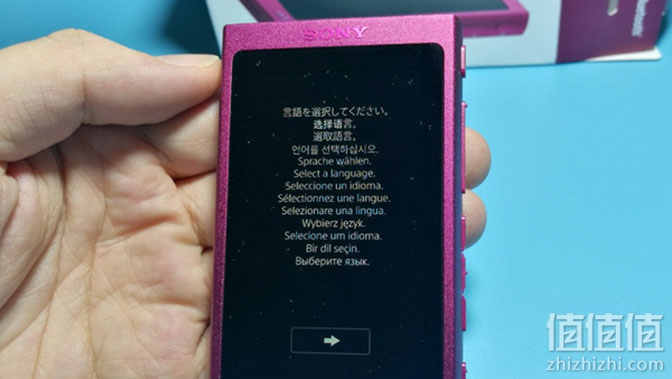 SONY
言語を選択してください。
选择语言。
選取語言。
언어를 선택하십시오.
Sprache wählen.
Select a language.
Seleccione un idioma.
Sélectionnez une langue.
Selezionare una lingua.
Wybierz język.
Selecione um idioma.
Bir dil seçin.
Выберите язык.
值值值
zhizhizhi.com